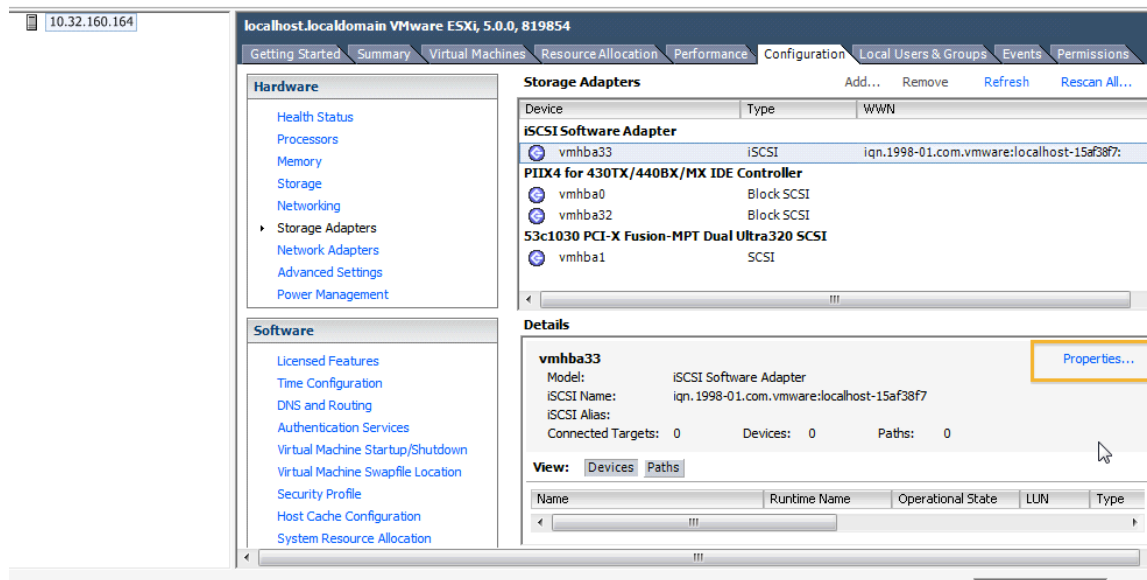 10.32.160.164
localhost.localdomain VMware ESXi, 5.0.0, 819854
Getting Started Summary Virtual Machines Resource Allocation Performance Configuration Local Users & Groups Events Permissions
Hardware
Health Status
Processors
Memory
Storage
Networking
Storage Adapters
Network Adapters
Advanced Settings
Power Management
Software
Licensed Features
Time Configuration
DNS and Routing
Authentication Services
Virtual Machine Startup/Shutdown
Virtual Machine Swapfile Location
Security Profile
Host Cache Configuration
System Resource Allocation
Storage Adapters Add... Remove Refresh Rescan All...
Device Type WWN
iSCSI Software Adapter
vmhba33 iSCSI iqn.1998-01.com.vmware:localhost-15af38f7:
PIIX4 for 430TX/440BX/MX IDE Controller
vmhba0 Block SCSI
vmhba32 Block SCSI
53c1030 PCI-X Fusion-MPT Dual Ultra320 SCSI
vmhba1 SCSI
Details
vmhba33 Properties...
Model: iSCSI Software Adapter
iSCSI Name: iqn.1998-01.com.vmware:localhost-15af38f7
iSCSI Alias:
Connected Targets: 0 Devices: 0 Paths: 0
View: Devices Paths
Name Runtime Name Operational State LUN Type